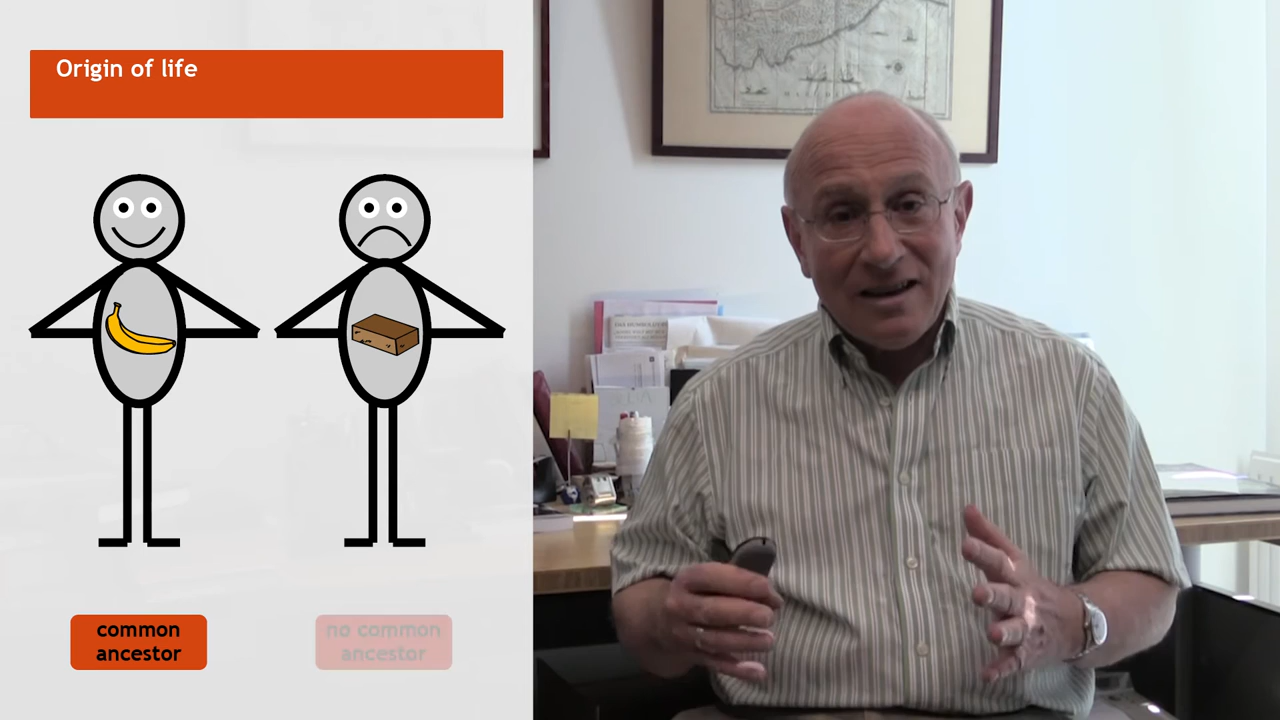 Origin of life
common
ancestor
no common
ancestor